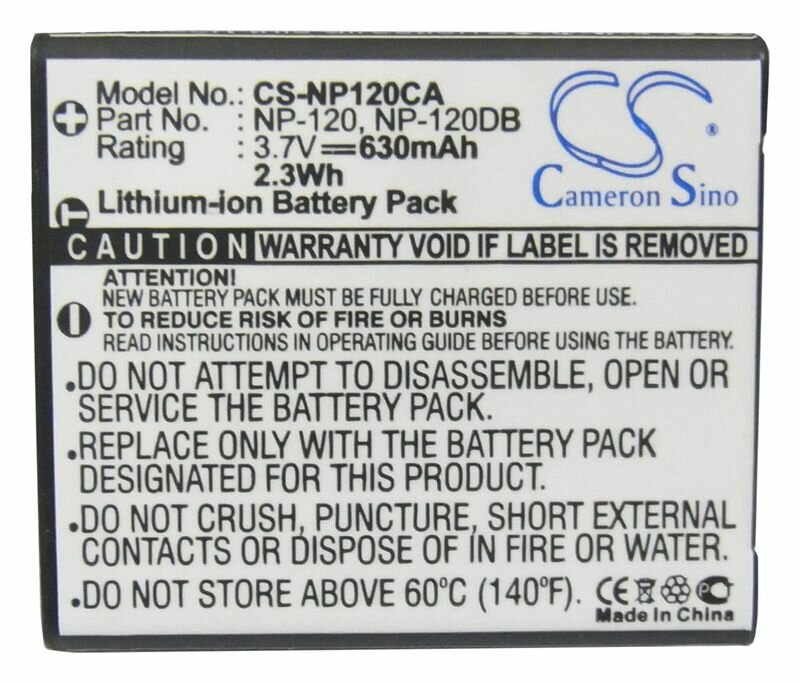 Model No.: CS-NP120CA
Part No. : NP-120, NP-120DB
Rating : 3.7V⎓630mAh
2.3Wh
Lithium-ion Battery Pack
CS®
Cameron Sino
+
T
CAUTION WARRANTY VOID IF LABEL IS REMOVED
ATTENTION!
NEW BATTERY PACK MUST BE FULLY CHARGED BEFORE USE.
TO REDUCE RISK OF FIRE OR BURNS
READ INSTRUCTIONS IN OPERATING GUIDE BEFORE USING THE BATTERY.
.DO NOT ATTEMPT TO DISASSEMBLE, OPEN OR
SERVICE THE BATTERY PACK.
.REPLACE ONLY WITH THE BATTERY PACK
DESIGNATED FOR THIS PRODUCT.
.DO NOT CRUSH, PUNCTURE, SHORT EXTERNAL
CONTACTS OR DISPOSE OF IN FIRE OR WATER.
.DO NOT STORE ABOVE 60°C (140°F). CE
Made In China